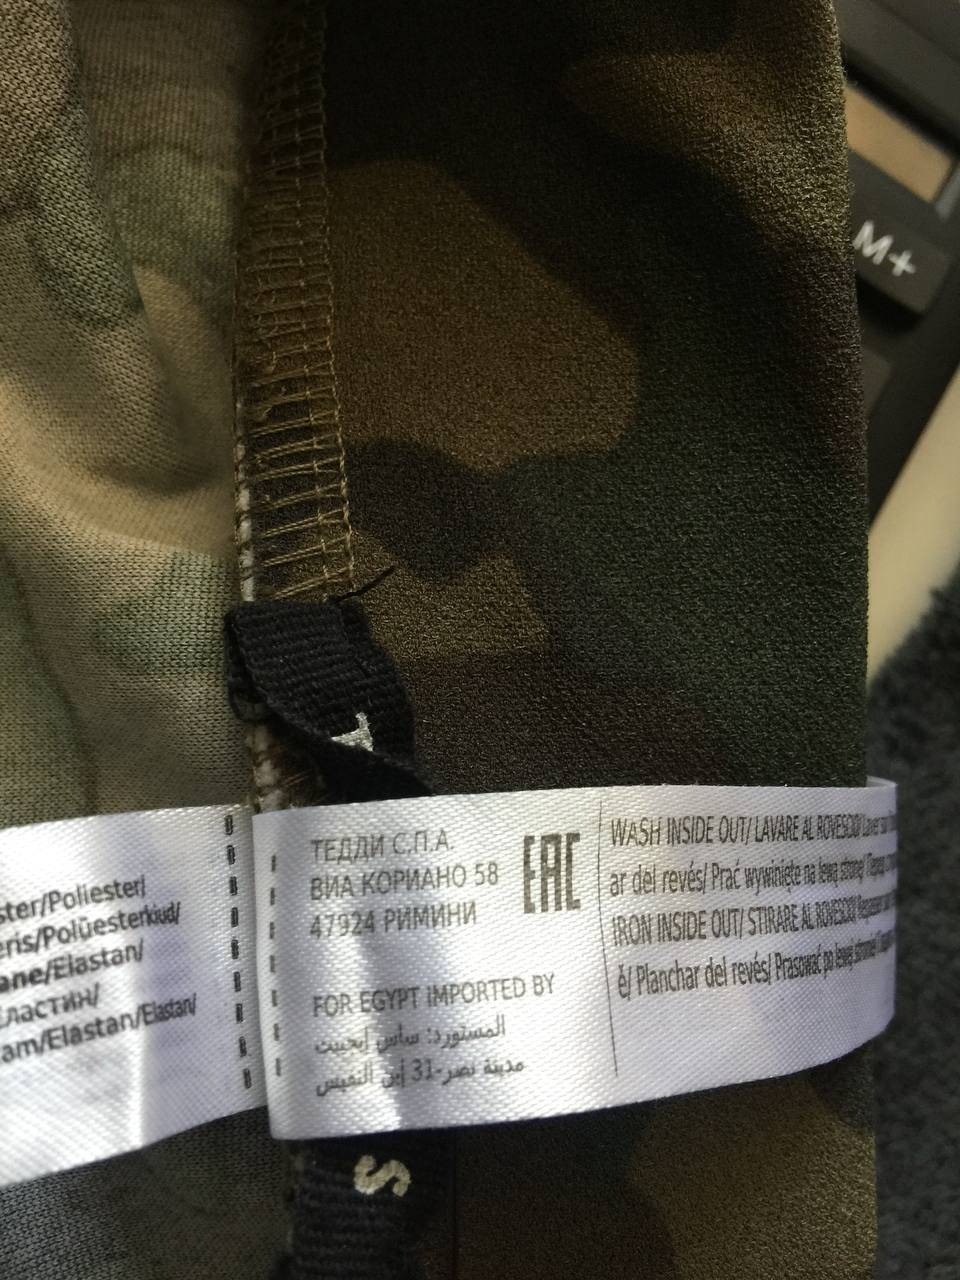 M+
ster/Poliester/
eris/Polüesterkiud/
ane/Elastan/
Еластин/
am/Elastan/Elastan/
ТЕДДИ С.П.А.
ВИА КОРИАНО 58
47924 РИМИНИ
EAC
FOR EGYPT IMPORTED BY
المستورد: ساس إيجيبت
مدينة نصر-31 إبن النفيس
WASH INSIDE OUT/ LAVARE AL ROVESCIO/
ar del revés/ Prać wywinięte na lewą stronę/
IRON INSIDE OUT/ STIRARE AL ROVESCIO/
ě/ Planchar del revés/ Prasować po lewej stronie/
S